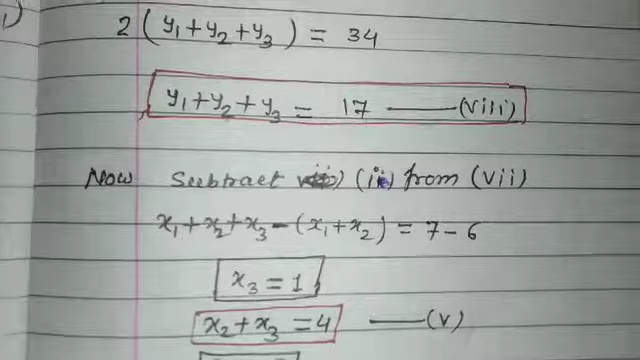 2 (y₁+y₂+y₃) = 34
y₁+y₂+y₃ = 17 —— (viii)
Now Subtract (ii) from (vii)
x₁+x₂+x₃-(x₁+x₂) = 7-6
x₃ = 1
x₂+x₃ = 4 —— (v)